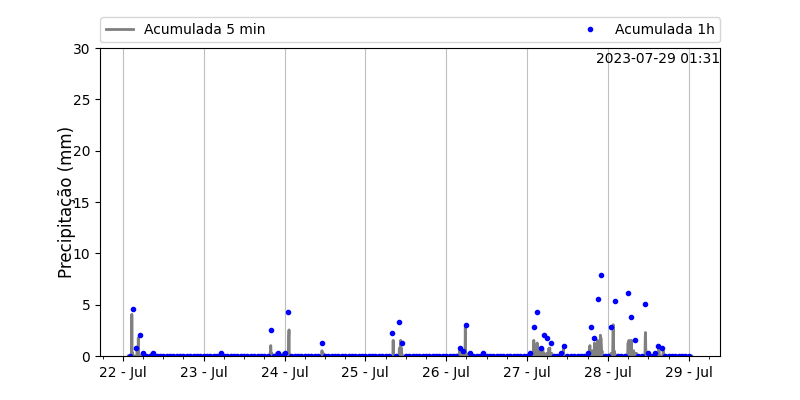 Acumulada 5 min
Acumulada 1h
2023-07-29 01:31
Precipitação (mm)
30
25
20
15
10
5
0
22 - Jul
23 - Jul
24 - Jul
25 - Jul
26 - Jul
27 - Jul
28 - Jul
29 - Jul